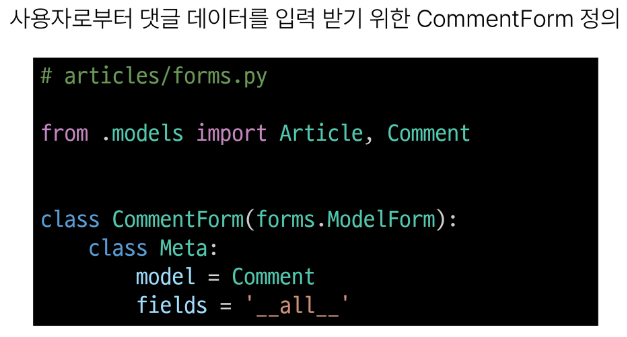 사용자로부터 댓글 데이터를 입력 받기 위한 CommentForm 정의
# articles/forms.py
from .models import Article, Comment
class CommentForm(forms.ModelForm):
    class Meta:
        model = Comment
        fields = '__all__'